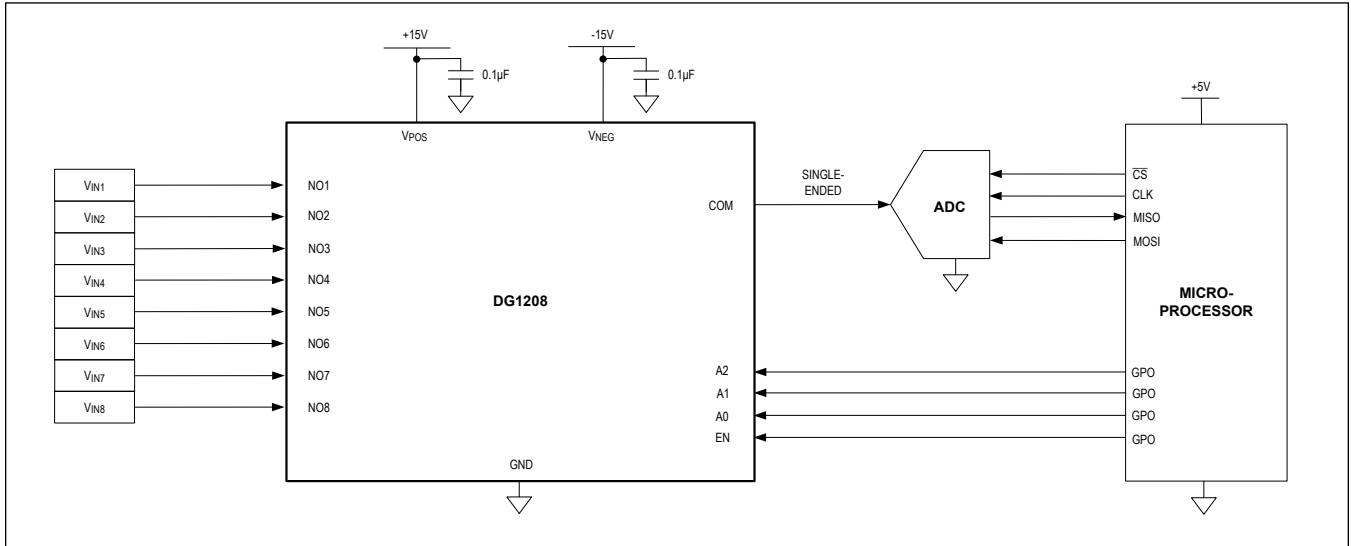 +15V
-15V
0.1µF
0.1µF
+5V
VPOS
VNEG
VIN1
VIN2
VIN3
VIN4
VIN5
VIN6
VIN7
VIN8
NO1
NO2
NO3
NO4
NO5
NO6
NO7
NO8
DG1208
COM
A2
A1
A0
EN
GND
SINGLE-
ENDED
ADC
CS
CLK
MISO
MOSI
MICRO-
PROCESSOR
GPO
GPO
GPO
GPO